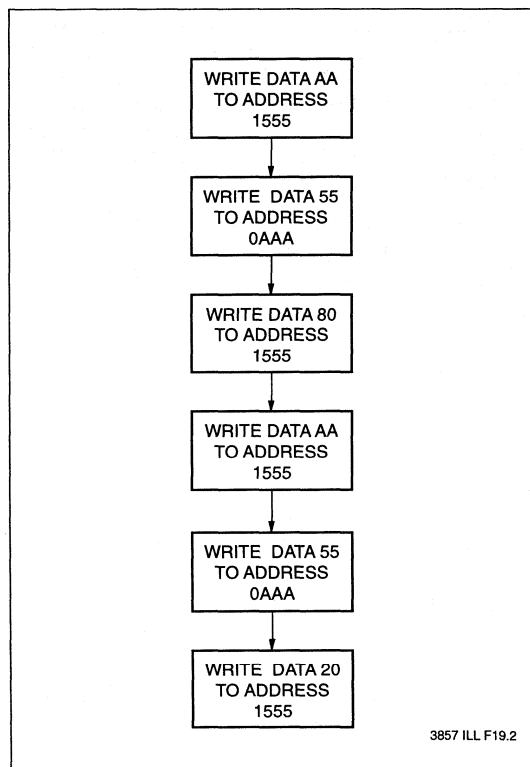 WRITE DATA AA
TO ADDRESS
1555
WRITE DATA 55
TO ADDRESS
0AAA
WRITE DATA 80
TO ADDRESS
1555
WRITE DATA AA
TO ADDRESS
1555
WRITE DATA 55
TO ADDRESS
0AAA
WRITE DATA 20
TO ADDRESS
1555
3857 ILL F19.2